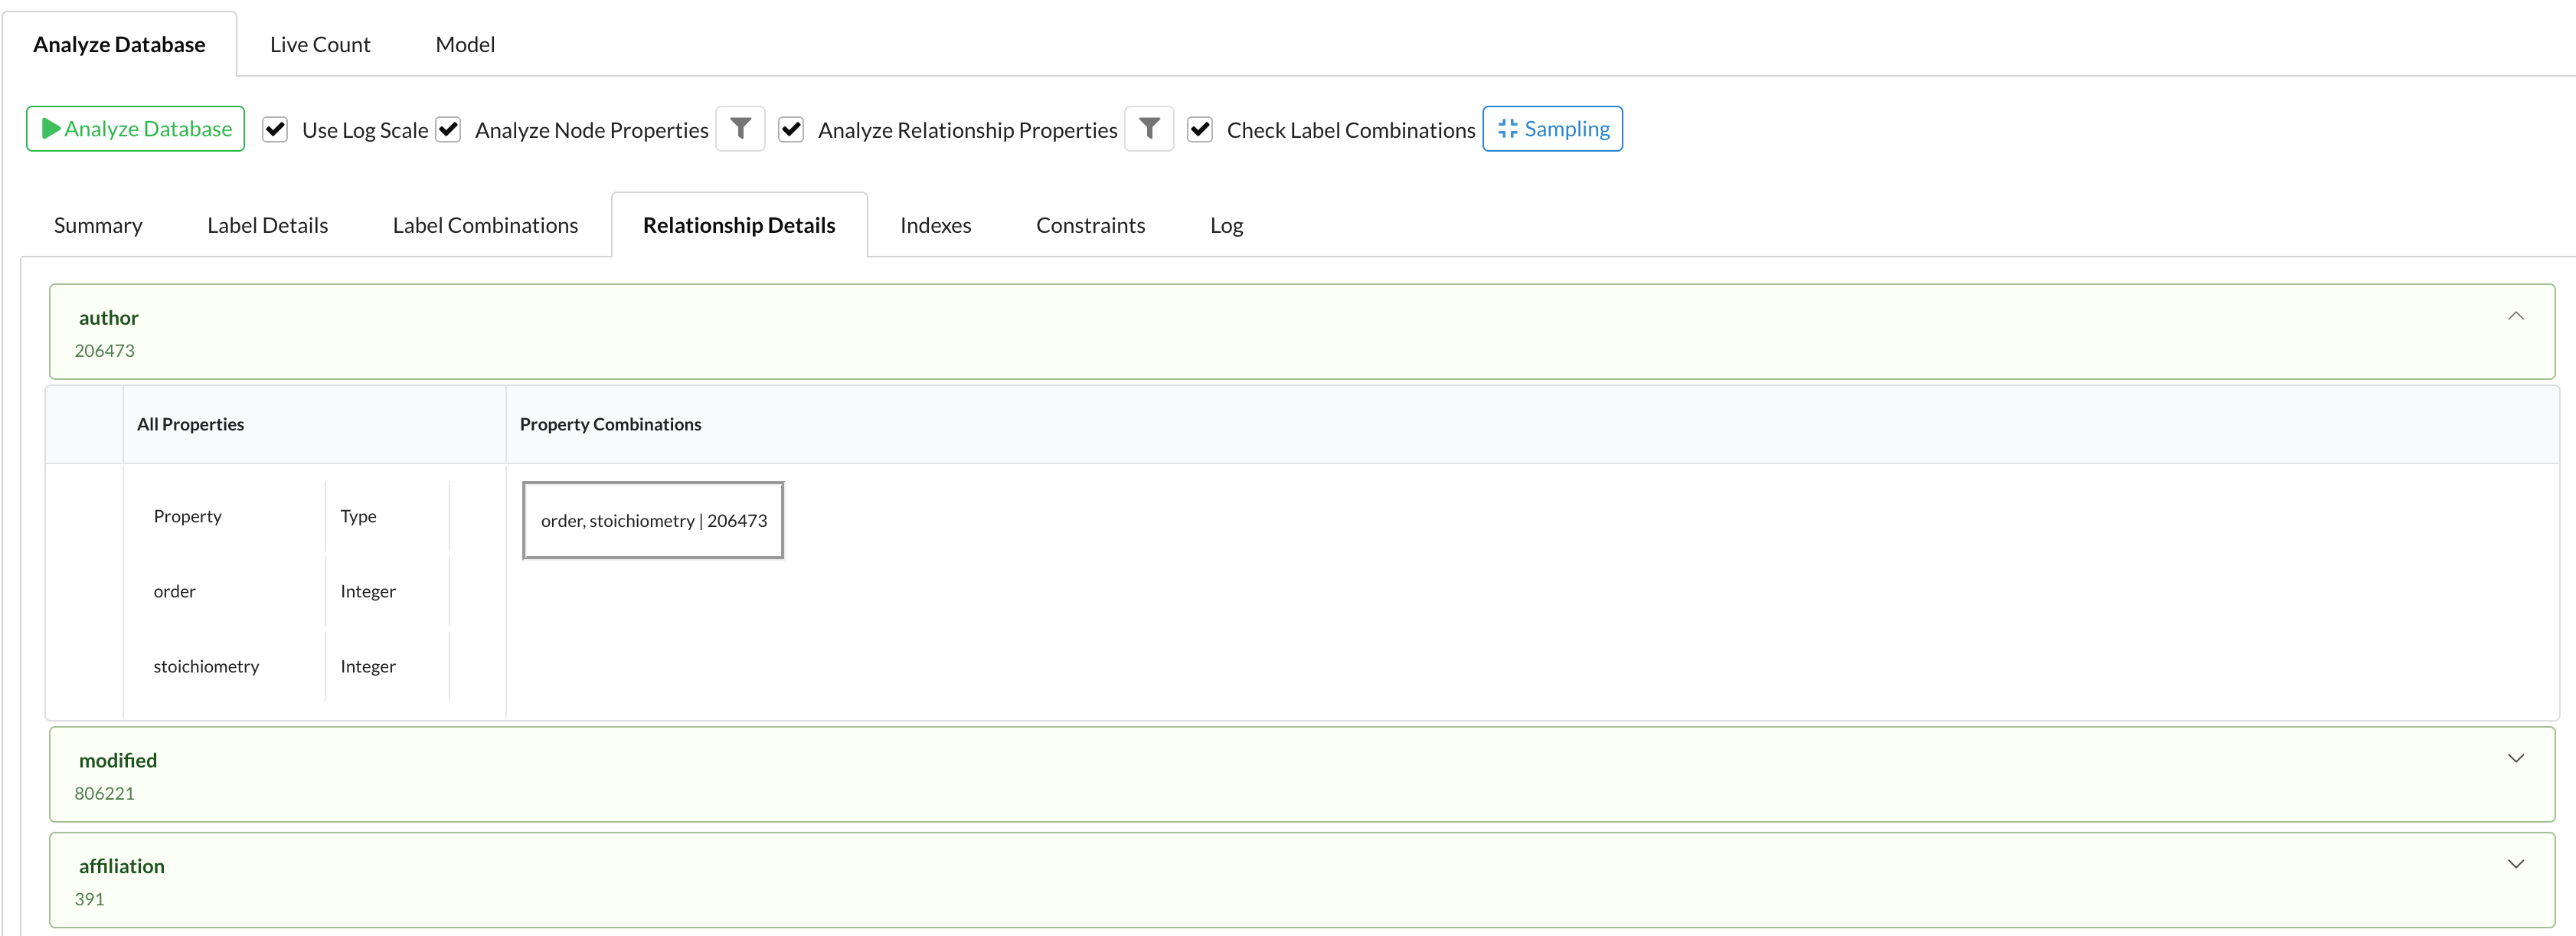 Analyze Database Live Count Model
Analyze Database Use Log Scale Analyze Node Properties Analyze Relationship Properties Check Label Combinations Sampling
Summary Label Details Label Combinations Relationship Details Indexes Constraints Log
author
206473
All Properties Property Combinations
Property Type order, stoichiometry | 206473
order Integer
stoichiometry Integer
modified
806221
affiliation
391